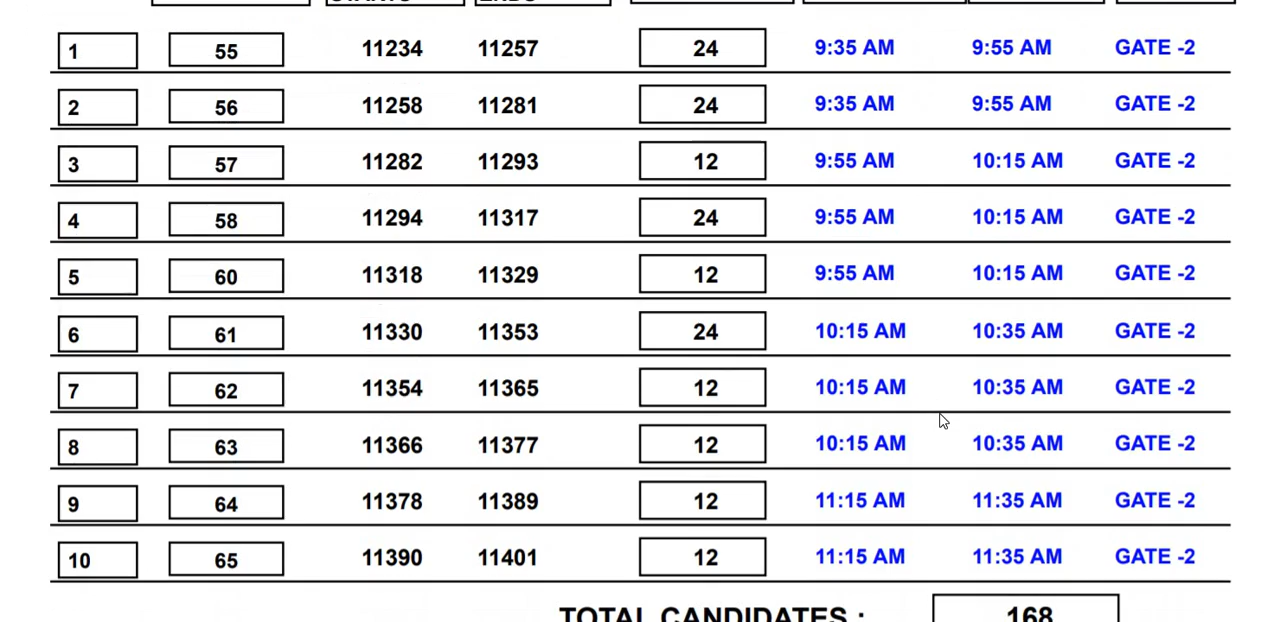 STARTS ENDS
1 55 11234 11257 24 9:35 AM 9:55 AM GATE -2
2 56 11258 11281 24 9:35 AM 9:55 AM GATE -2
3 57 11282 11293 12 9:55 AM 10:15 AM GATE -2
4 58 11294 11317 24 9:55 AM 10:15 AM GATE -2
5 60 11318 11329 12 9:55 AM 10:15 AM GATE -2
6 61 11330 11353 24 10:15 AM 10:35 AM GATE -2
7 62 11354 11365 12 10:15 AM 10:35 AM GATE -2
8 63 11366 11377 12 10:15 AM 10:35 AM GATE -2
9 64 11378 11389 12 11:15 AM 11:35 AM GATE -2
10 65 11390 11401 12 11:15 AM 11:35 AM GATE -2
TOTAL CANDIDATES : 168